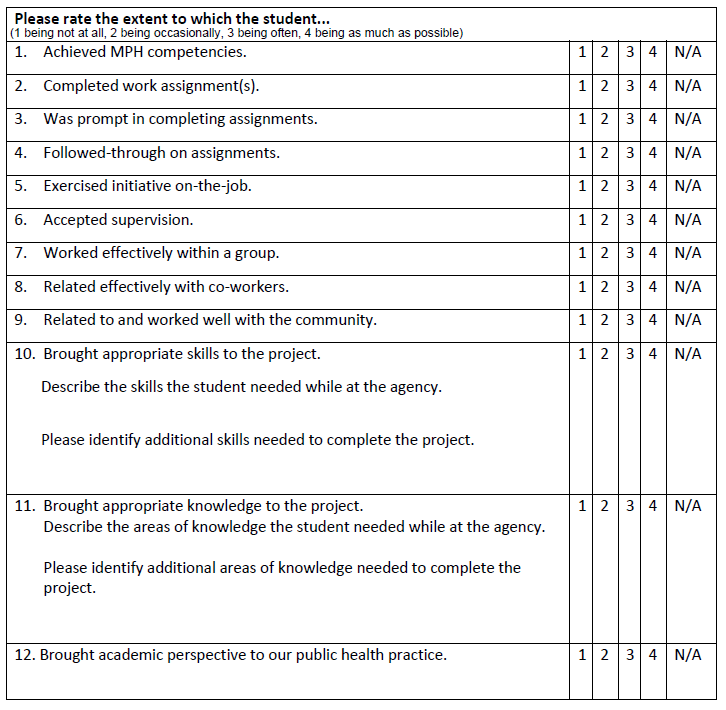 Please rate the extent to which the student...
(1 being not at all, 2 being occasionally, 3 being often, 4 being as much as possible)
1. Achieved MPH competencies. 1 2 3 4 N/A
2. Completed work assignment(s). 1 2 3 4 N/A
3. Was prompt in completing assignments. 1 2 3 4 N/A
4. Followed-through on assignments. 1 2 3 4 N/A
5. Exercised initiative on-the-job. 1 2 3 4 N/A
6. Accepted supervision. 1 2 3 4 N/A
7. Worked effectively within a group. 1 2 3 4 N/A
8. Related effectively with co-workers. 1 2 3 4 N/A
9. Related to and worked well with the community. 1 2 3 4 N/A
10. Brought appropriate skills to the project. 1 2 3 4 N/A
Describe the skills the student needed while at the agency.
Please identify additional skills needed to complete the project.
11. Brought appropriate knowledge to the project. 1 2 3 4 N/A
Describe the areas of knowledge the student needed while at the agency.
Please identify additional areas of knowledge needed to complete the
project.
12. Brought academic perspective to our public health practice. 1 2 3 4 N/A